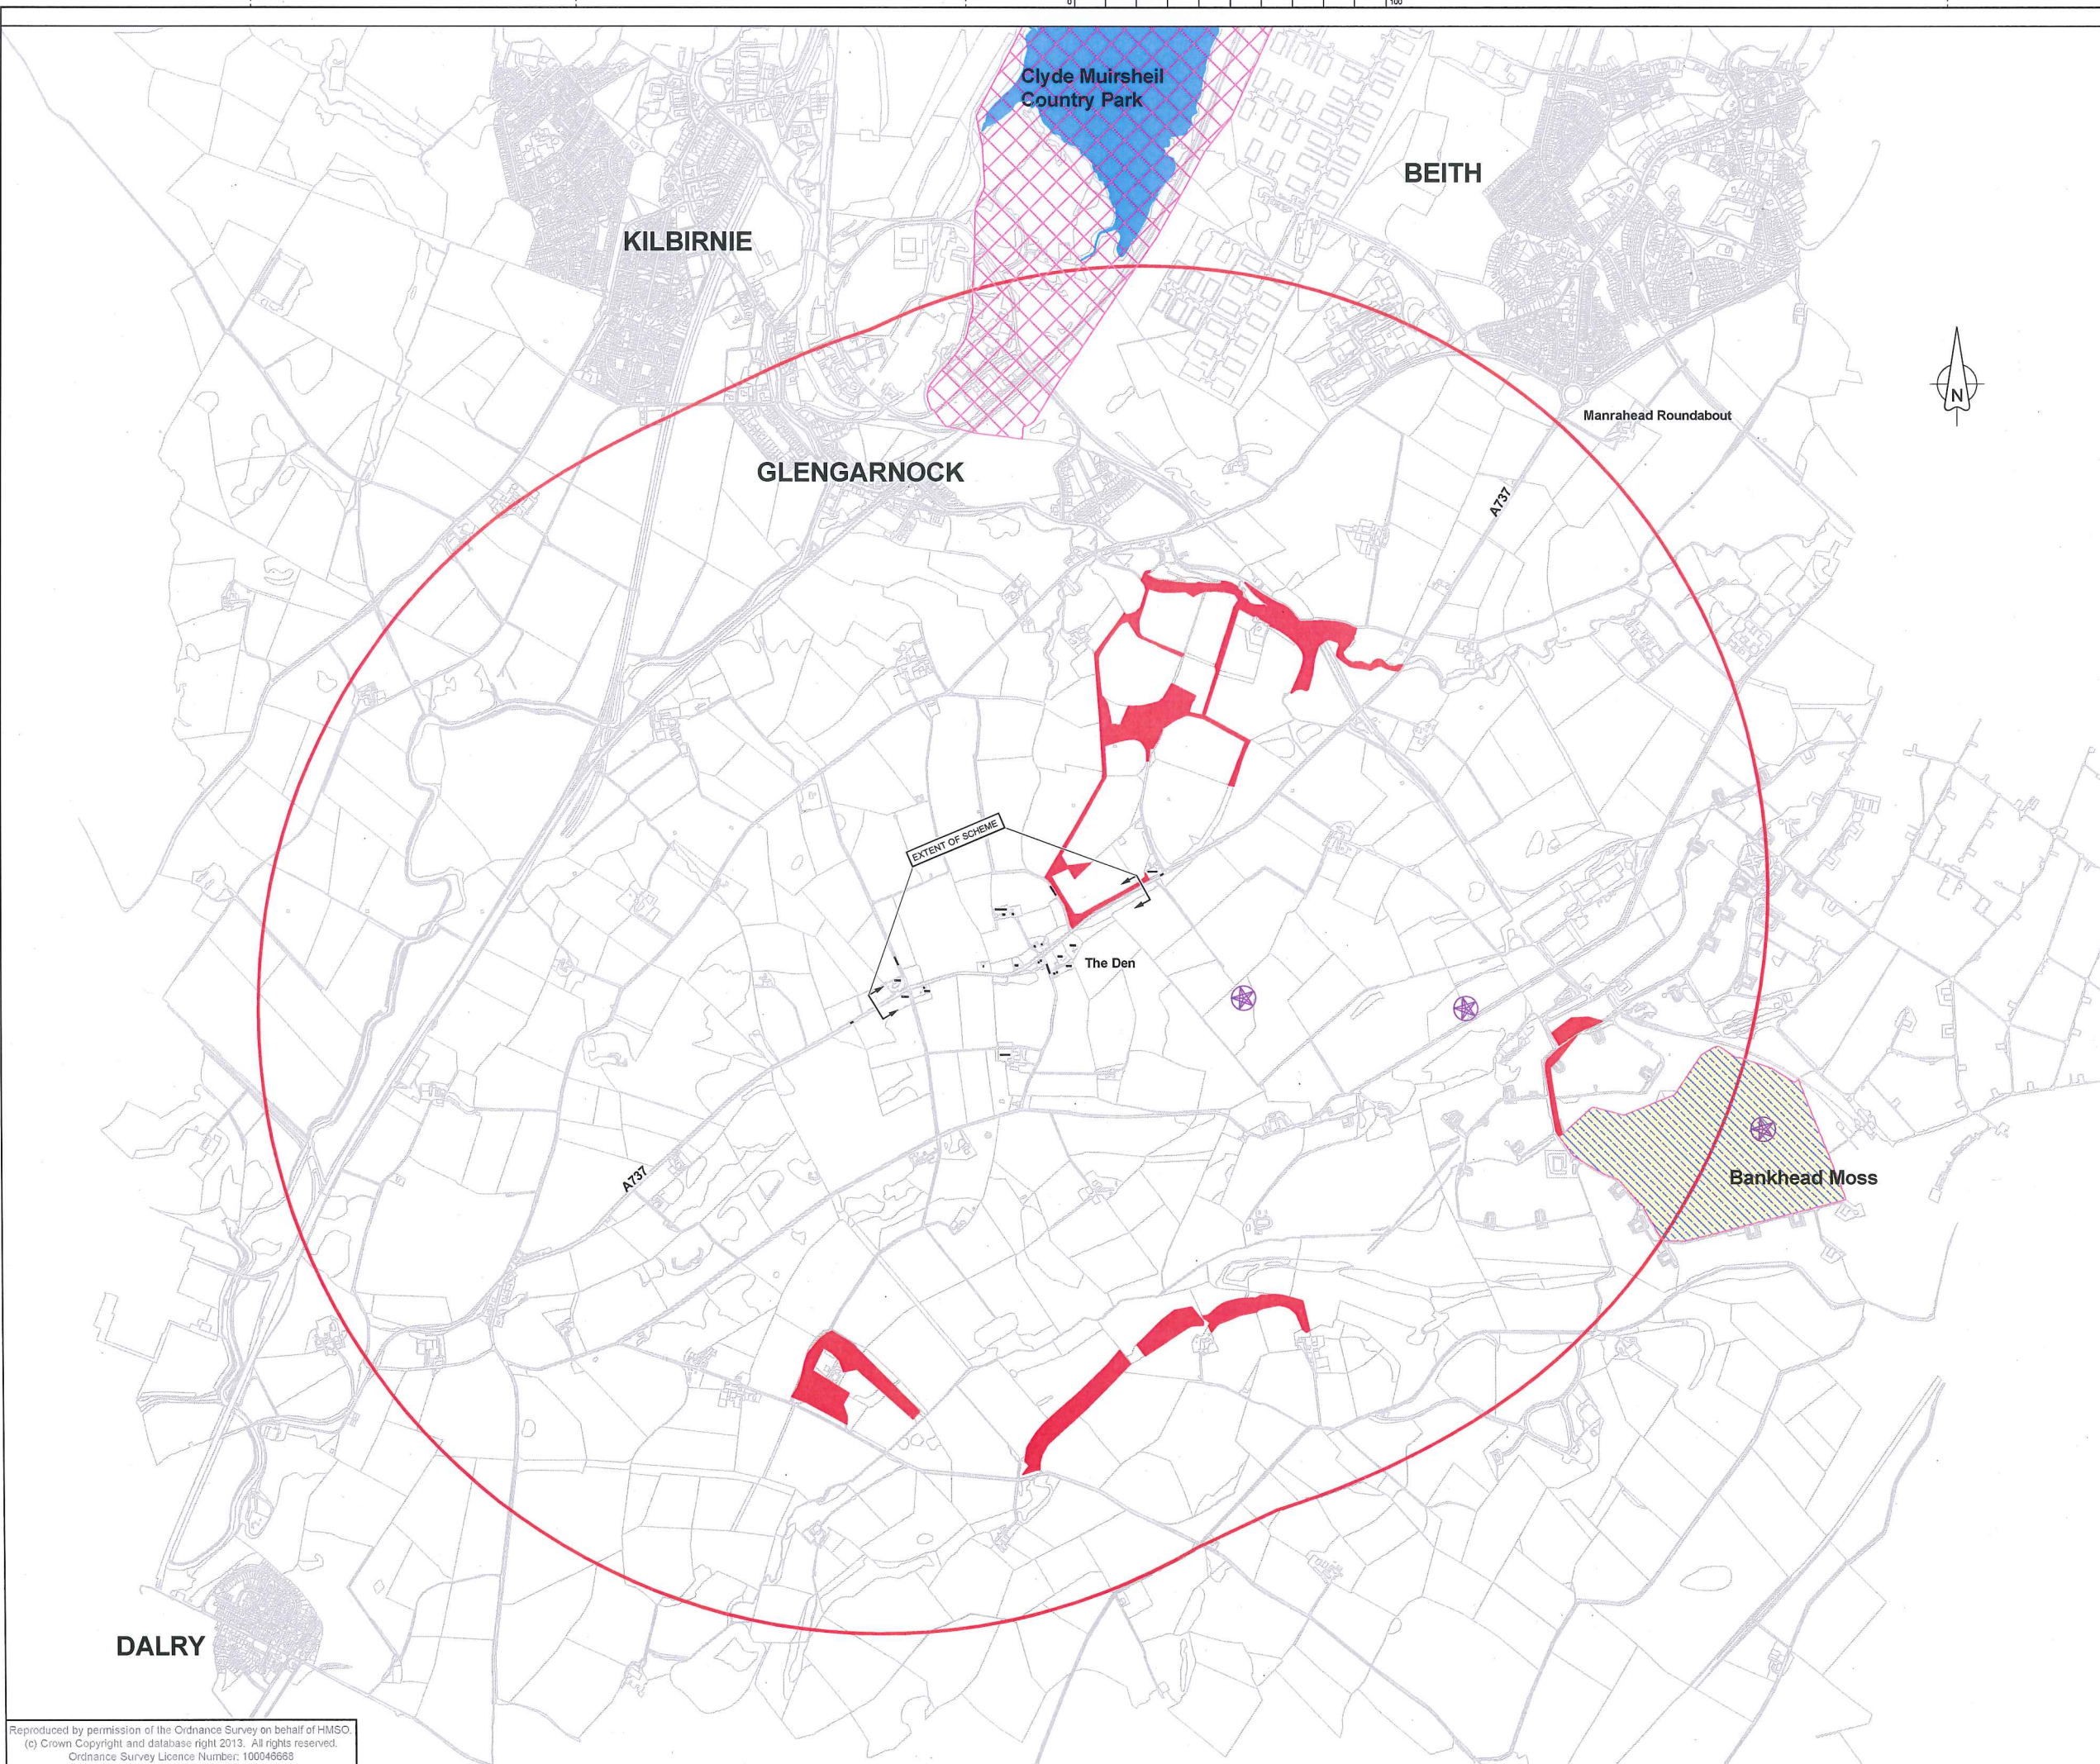 0
100
Clyde Muirsheil
Country Park
BEITH
KILBIRNIE
N
Manrahead Roundabout
GLENGARNOCK
A737
EXTENT OF SCHEME
The Den
Bankhead Moss
A737
DALRY
Reproduced by permission of the Ordnance Survey on behalf of HMSO.
(c) Crown Copyright and database right 2013. All rights reserved.
Ordnance Survey Licence Number: 100046668